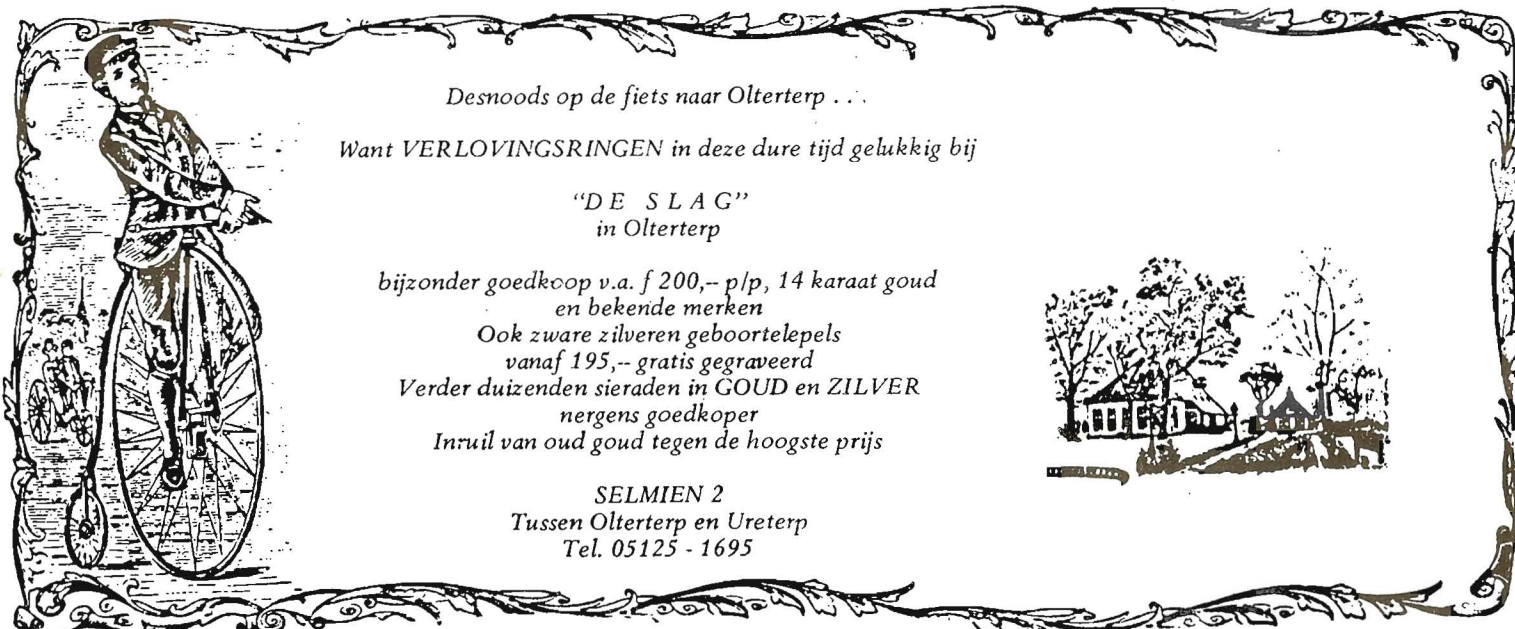 Desnoods op de fiets naar Olterterp . . .
Want VERLOVINGSRINGEN in deze dure tijd gelukkig bij
“DE SLAG”
in Olterterp
bijzonder goedkoop v.a. f 200,-- p/p, 14 karaat goud
en bekende merken
Ook zware zilveren geboortelepels
vanaf 195,-- gratis gegraveerd
Verder duizenden sieraden in GOUD en ZILVER
nergens goedkoper
Inruil van oud goud tegen de hoogste prijs
SELMIEN 2
Tussen Olterterp en Ureterp
Tel. 05125 - 1695